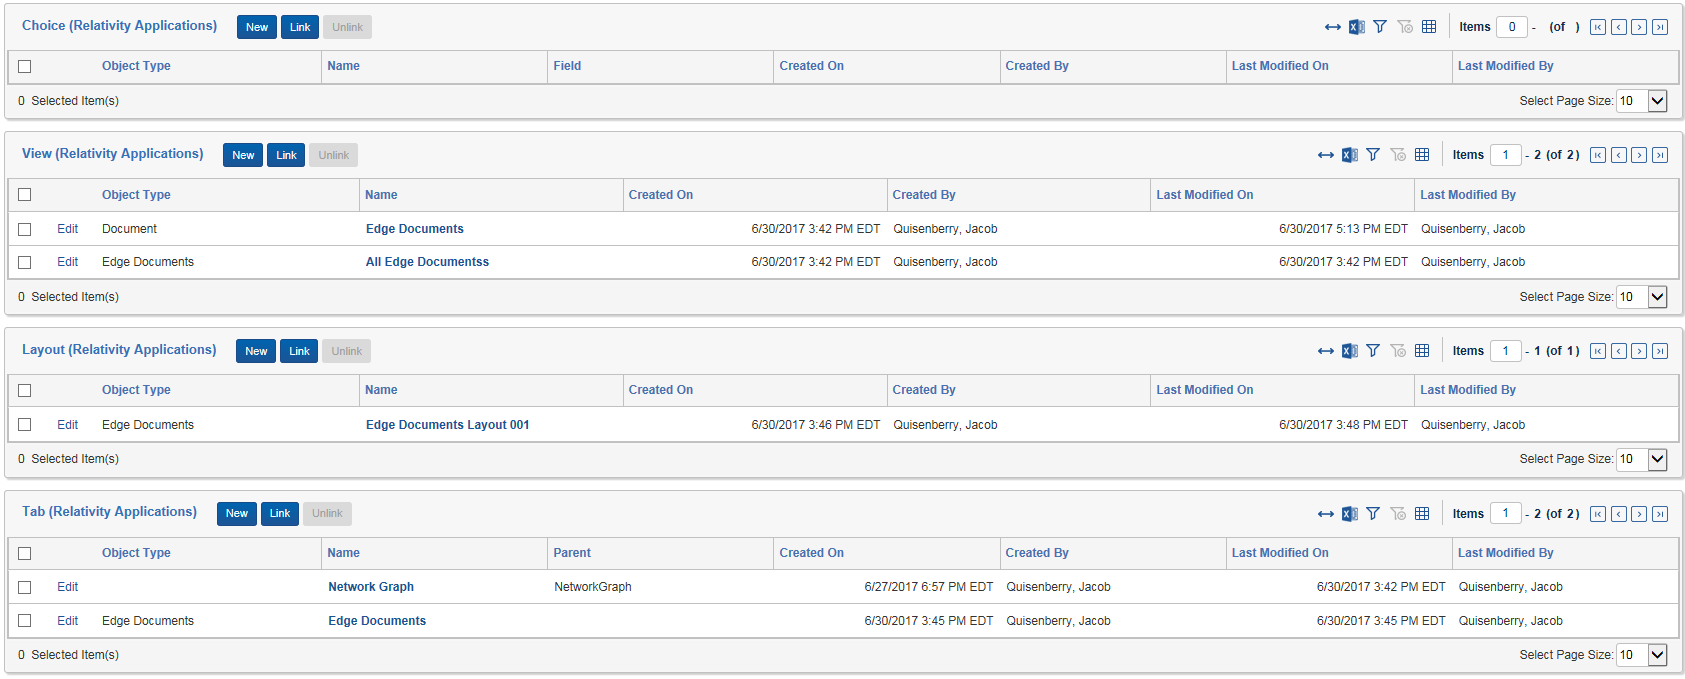 Choice (Relativity Applications) New Link Unlink Items 0 - (of )
Object Type Name Field Created On Created By Last Modified On Last Modified By
0 Selected Item(s) Select Page Size: 10
View (Relativity Applications) New Link Unlink Items 1 - 2 (of 2)
Object Type Name Created On Created By Last Modified On Last Modified By
Edit Document Edge Documents 6/30/2017 3:42 PM EDT Quisenberry, Jacob 6/30/2017 5:13 PM EDT Quisenberry, Jacob
Edit Edge Documents All Edge Documentss 6/30/2017 3:42 PM EDT Quisenberry, Jacob 6/30/2017 3:42 PM EDT Quisenberry, Jacob
0 Selected Item(s) Select Page Size: 10
Layout (Relativity Applications) New Link Unlink Items 1 - 1 (of 1)
Object Type Name Created On Created By Last Modified On Last Modified By
Edit Edge Documents Edge Documents Layout 001 6/30/2017 3:46 PM EDT Quisenberry, Jacob 6/30/2017 3:48 PM EDT Quisenberry, Jacob
0 Selected Item(s) Select Page Size: 10
Tab (Relativity Applications) New Link Unlink Items 1 - 2 (of 2)
Object Type Name Parent Created On Created By Last Modified On Last Modified By
Edit Network Graph NetworkGraph 6/27/2017 6:57 PM EDT Quisenberry, Jacob 6/30/2017 3:42 PM EDT Quisenberry, Jacob
Edit Edge Documents Edge Documents 6/30/2017 3:45 PM EDT Quisenberry, Jacob 6/30/2017 3:45 PM EDT Quisenberry, Jacob
0 Selected Item(s) Select Page Size: 10